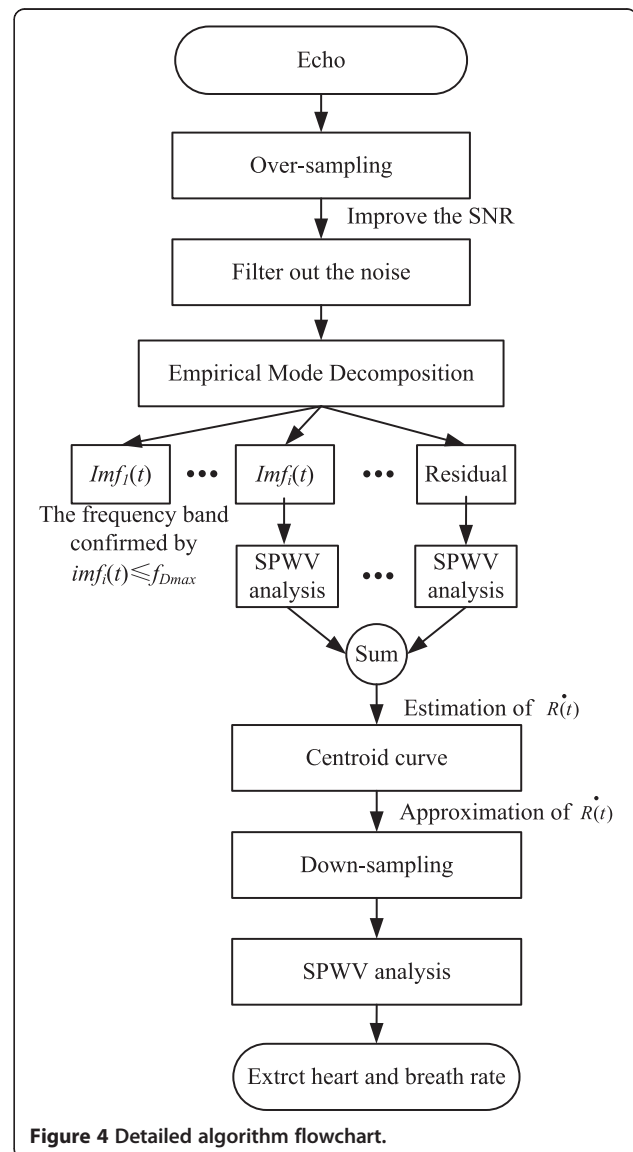 Echo
Over-sampling
Improve the SNR
Filter out the noise
Empirical Mode Decomposition
Imf₁(t) ••• Imfᵢ(t) ••• Residual
The frequency band
confirmed by
imfᵢ(t)≤f_Dmax
SPWV
analysis
•••
SPWV
analysis
Sum
Estimation of Ṙ(t)
Centroid curve
Approximation of Ṙ(t)
Down-sampling
SPWV analysis
Extrct heart and breath rate
Figure 4 Detailed algorithm flowchart.